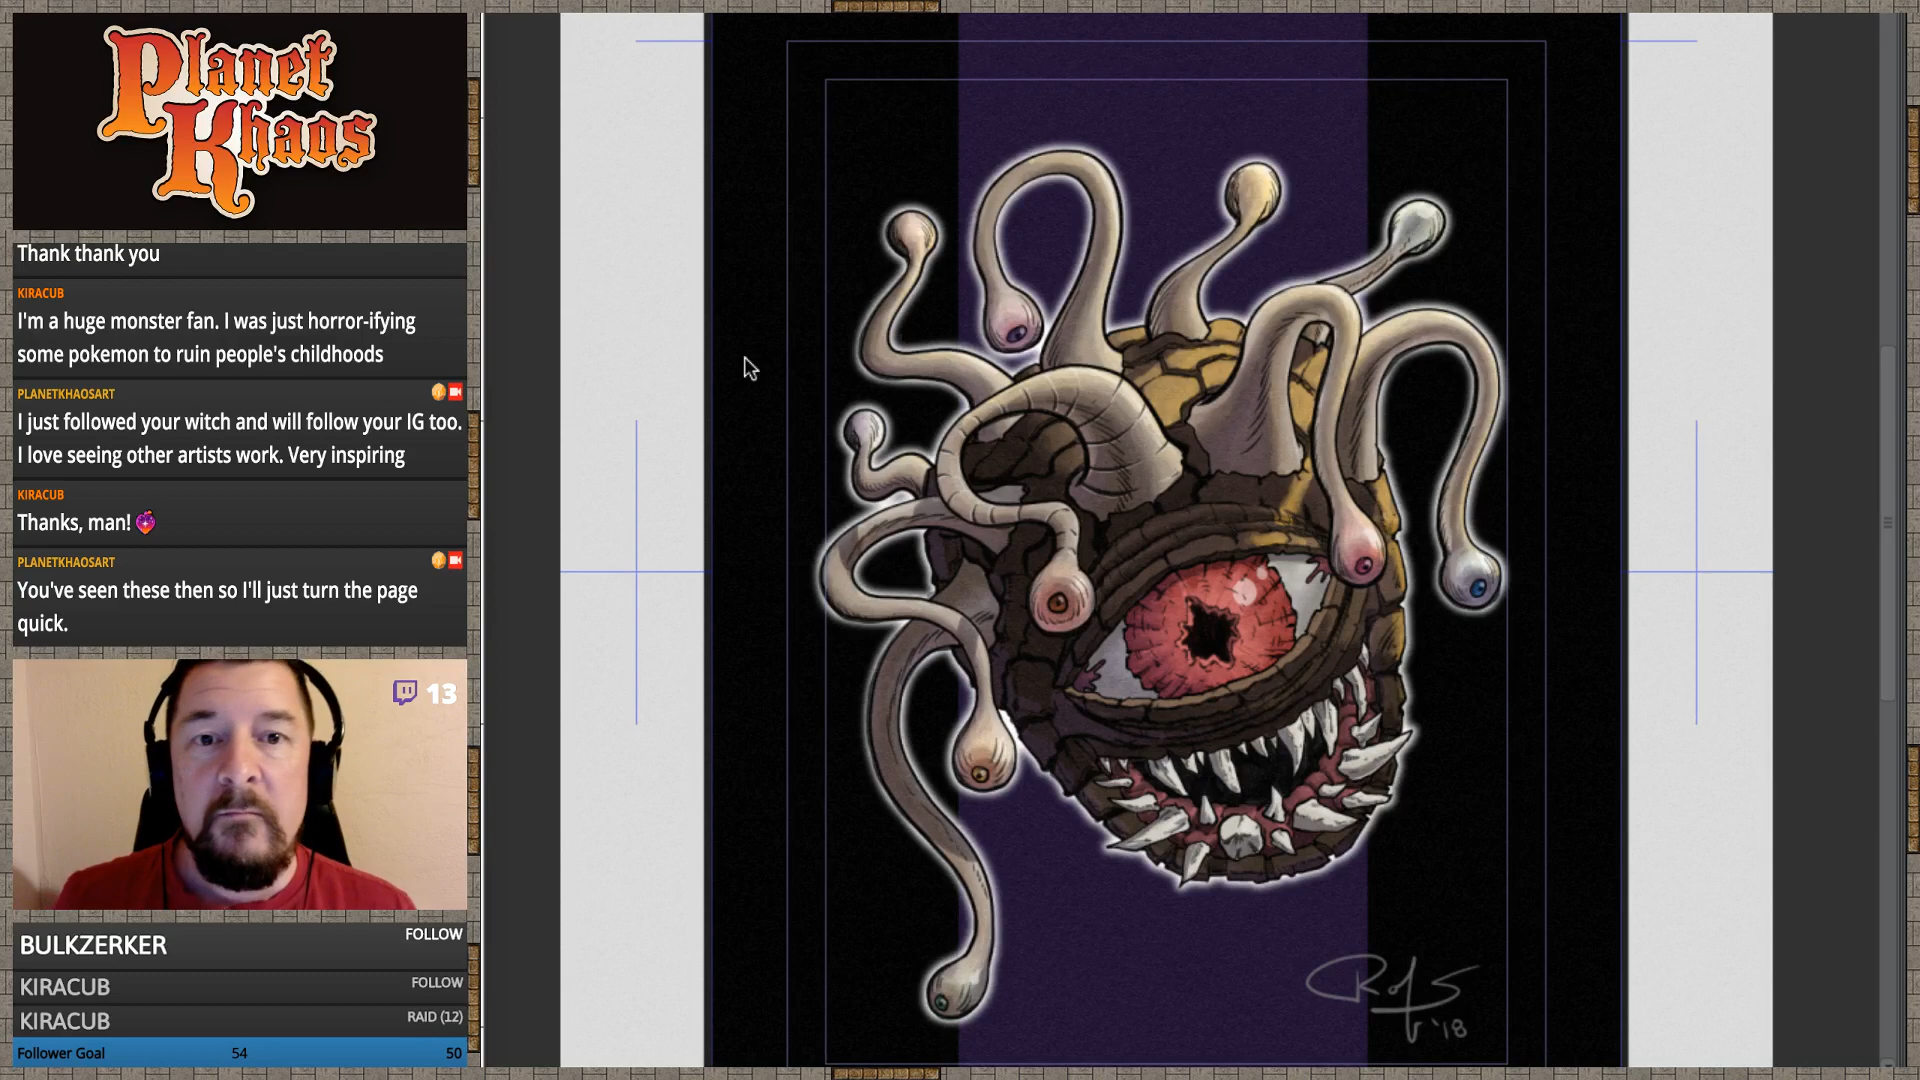 Planet
Khaos
Thank thank you
KIRACUB
I'm a huge monster fan. I was just horror-ifying
some pokemon to ruin people's childhoods
PLANETKHAOSART
I just followed your witch and will follow your IG too.
I love seeing other artists work. Very inspiring
KIRACUB
Thanks, man!
PLANETKHAOSART
You've seen these then so I'll just turn the page
quick.
13
BULKZERKER FOLLOW
KIRACUB FOLLOW
KIRACUB RAID (12)
Follower Goal 54 50
'18